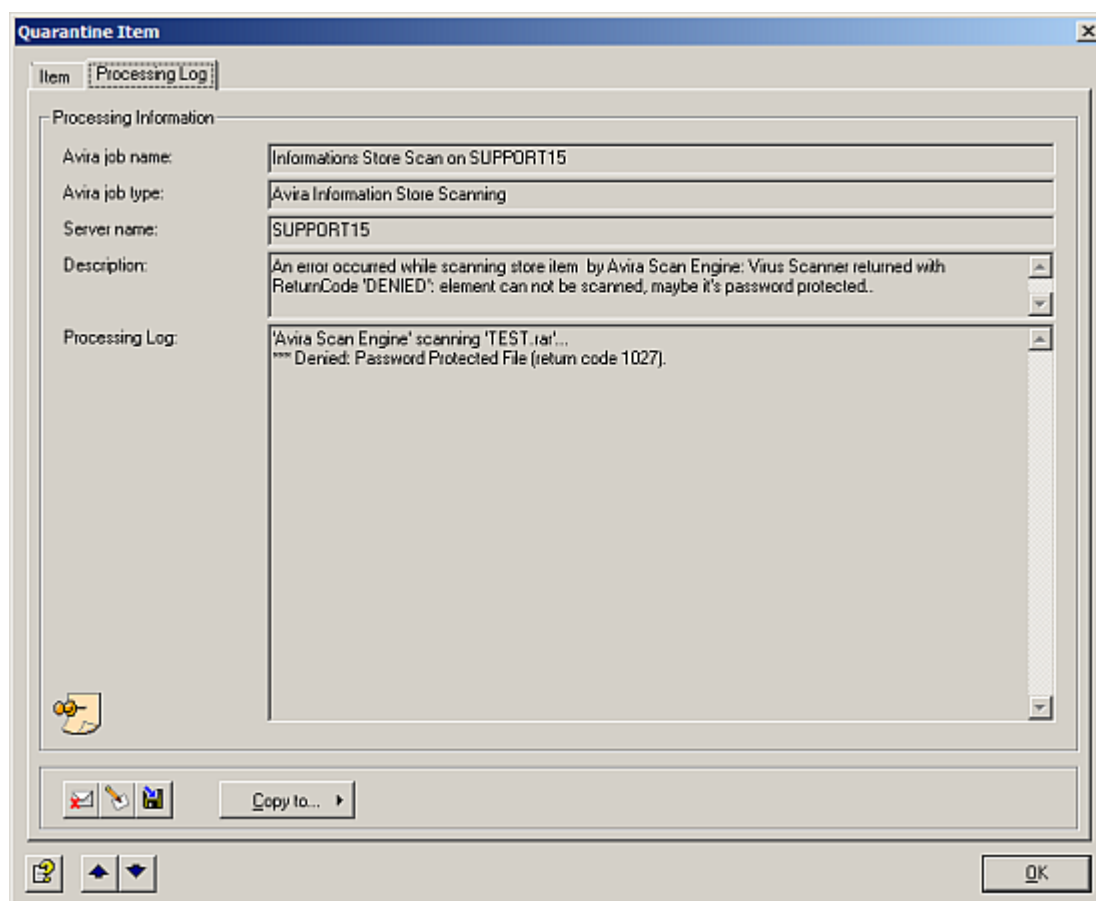 Quarantine Item
Item
Processing Log
Processing Information
Avira job name:
Informations Store Scan on SUPPORT15
Avira job type:
Avira Information Store Scanning
Server name:
SUPPORT15
Description:
An error occurred while scanning store item  by Avira Scan Engine: Virus Scanner returned with
ReturnCode 'DENIED': element can not be scanned, maybe it's password protected..
Processing Log:
'Avira Scan Engine' scanning 'TEST.rar'...
*** Denied: Password Protected File (return code 1027).
Copy to...
OK